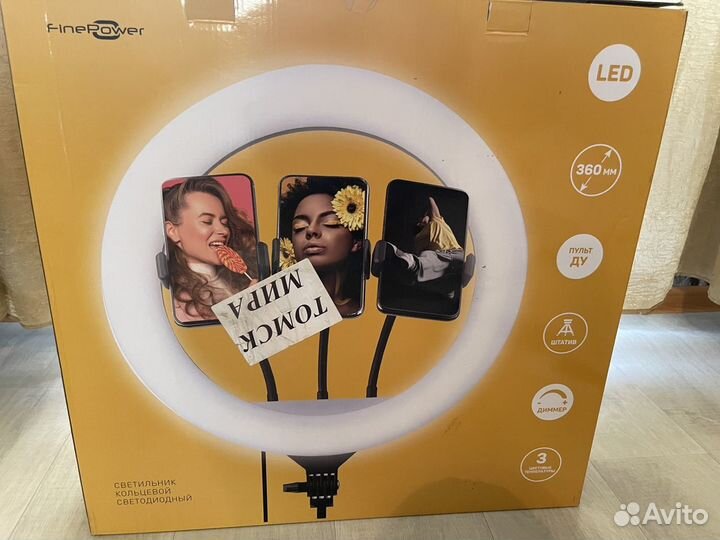 FinePower
LED
360 мм
ПУЛЬТ
ДУ
ШТАТИВ
ДИММЕР
3
ЦВЕТОВЫЕ
ТЕМПЕРАТУРЫ
ТОМСК
МИРА
СВЕТИЛЬНИК
КОЛЬЦЕВОЙ
СВЕТОДИОДНЫЙ
Avito